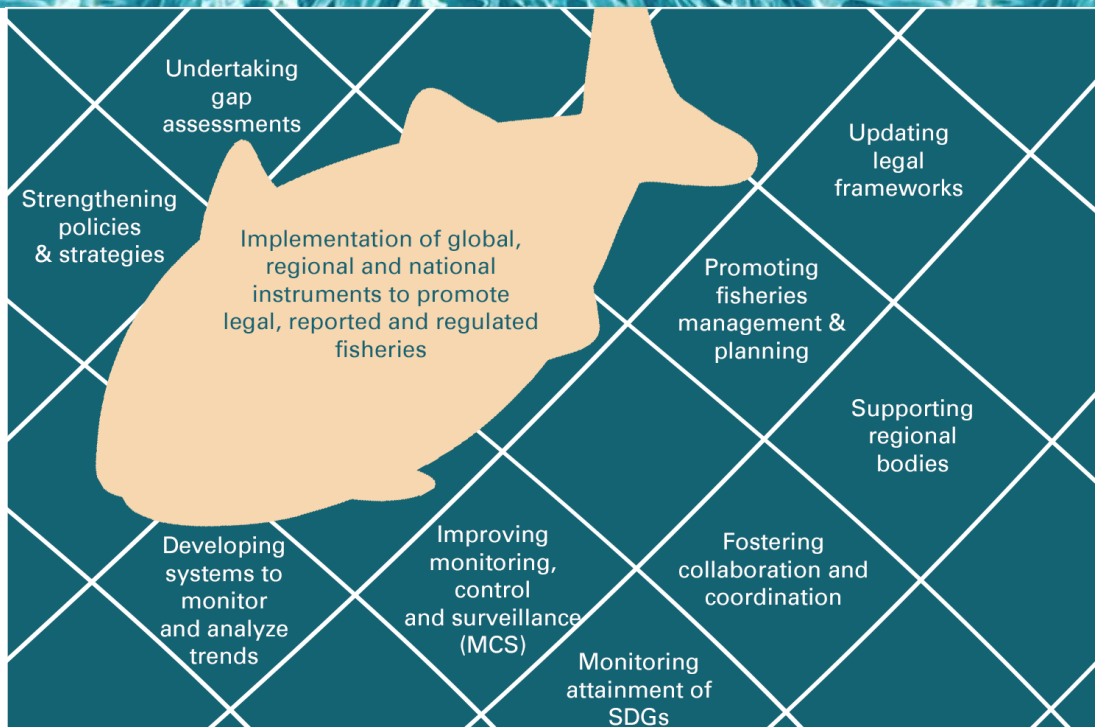 Undertaking
gap
assessments
Strengthening
policies
& strategies
Implementation of global,
regional and national
instruments to promote
legal, reported and regulated
fisheries
Updating
legal
frameworks
Promoting
fisheries
management &
planning
Supporting
regional
bodies
Developing
systems to
monitor
and analyze
trends
Improving
monitoring,
control
and surveillance
(MCS)
Fostering
collaboration and
coordination
Monitoring
attainment of
SDGs